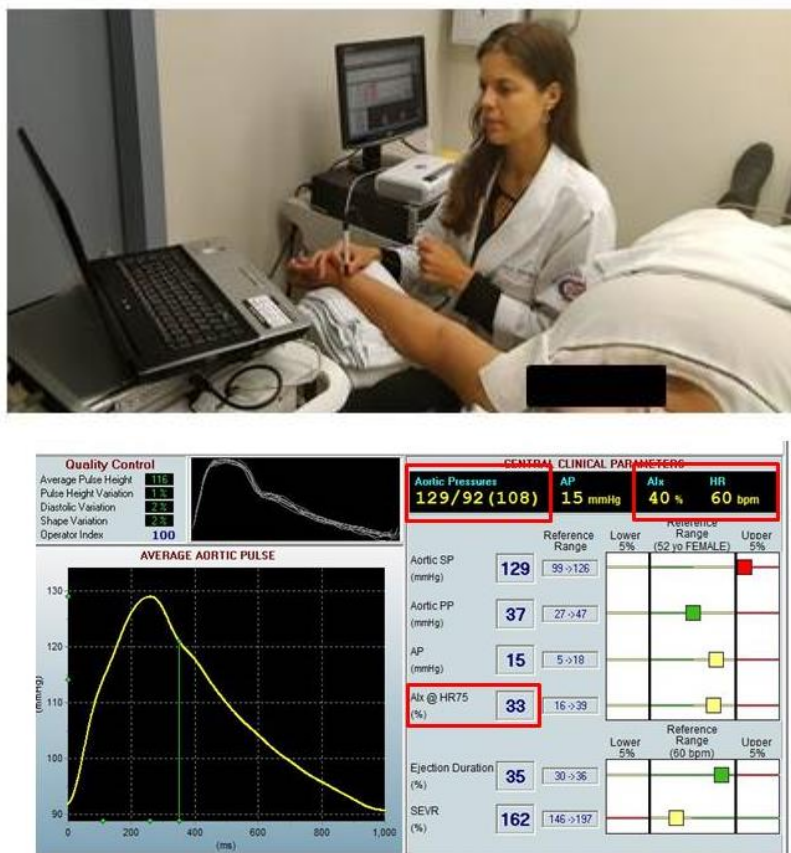 Quality Control
Average Pulse Height 116
Pulse Height Variation 1 %
Diastolic Variation 2 %
Shape Variation 2 %
Operator Index 100
AVERAGE AORTIC PULSE
(mmHg)
130
120
110
100
90
0 200 400 600 800 1,000
(ms)
CENTRAL CLINICAL PARAMETERS
Aortic Pressures AP AIx HR
129/92(108) 15 mmHg 40 % 60 bpm
Reference Range Lower 5% Reference Range (52 yo FEMALE) Upper 5%
Aortic SP (mmHg) 129 99->126
Aortic PP (mmHg) 37 27->47
AP (mmHg) 15 5->18
AIx @ HR75 (%) 33 16->39
Lower 5% Reference Range (60 bpm) Upper 5%
Ejection Duration (%) 35 30->36
SEVR (%) 162 146->197